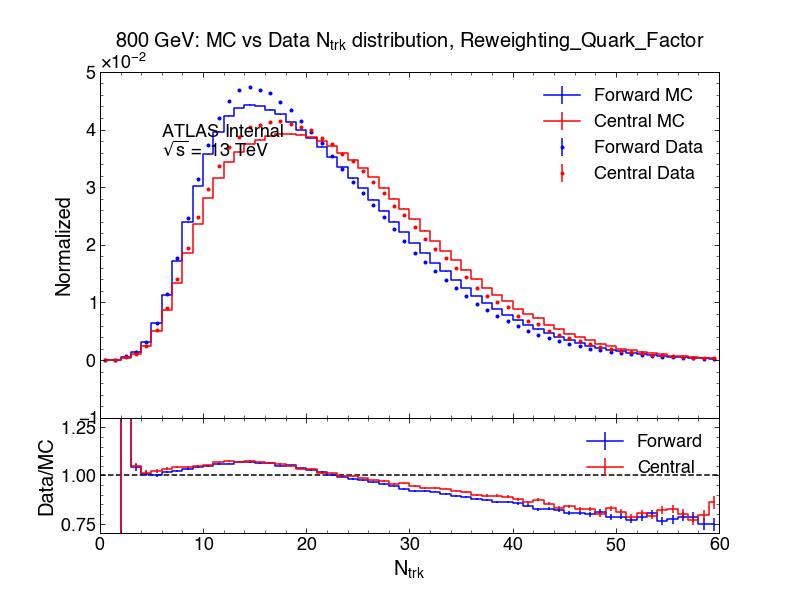 800 GeV: MC vs Data Ntrk distribution, Reweighting_Quark_Factor
×10−2
5
4
3
2
1
0
−1
Normalized
ATLAS Internal
√s = 13 TeV
Forward MC
Central MC
Forward Data
Central Data
1.25
1.00
0.75
Data/MC
Forward
Central
0 10 20 30 40 50 60
Ntrk